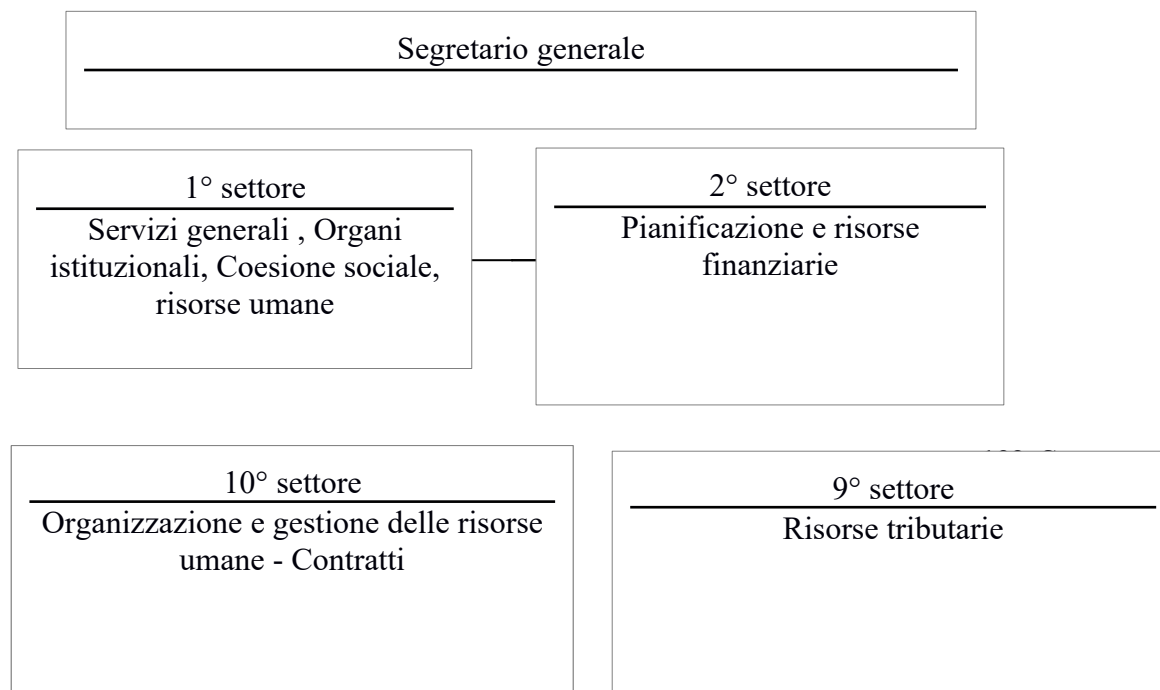 Segretario generale
1° settore
Servizi generali , Organi
istituzionali, Coesione sociale,
risorse umane
2° settore
Pianificazione e risorse
finanziarie
10° settore
Organizzazione e gestione delle risorse
umane - Contratti
9° settore
Risorse tributarie